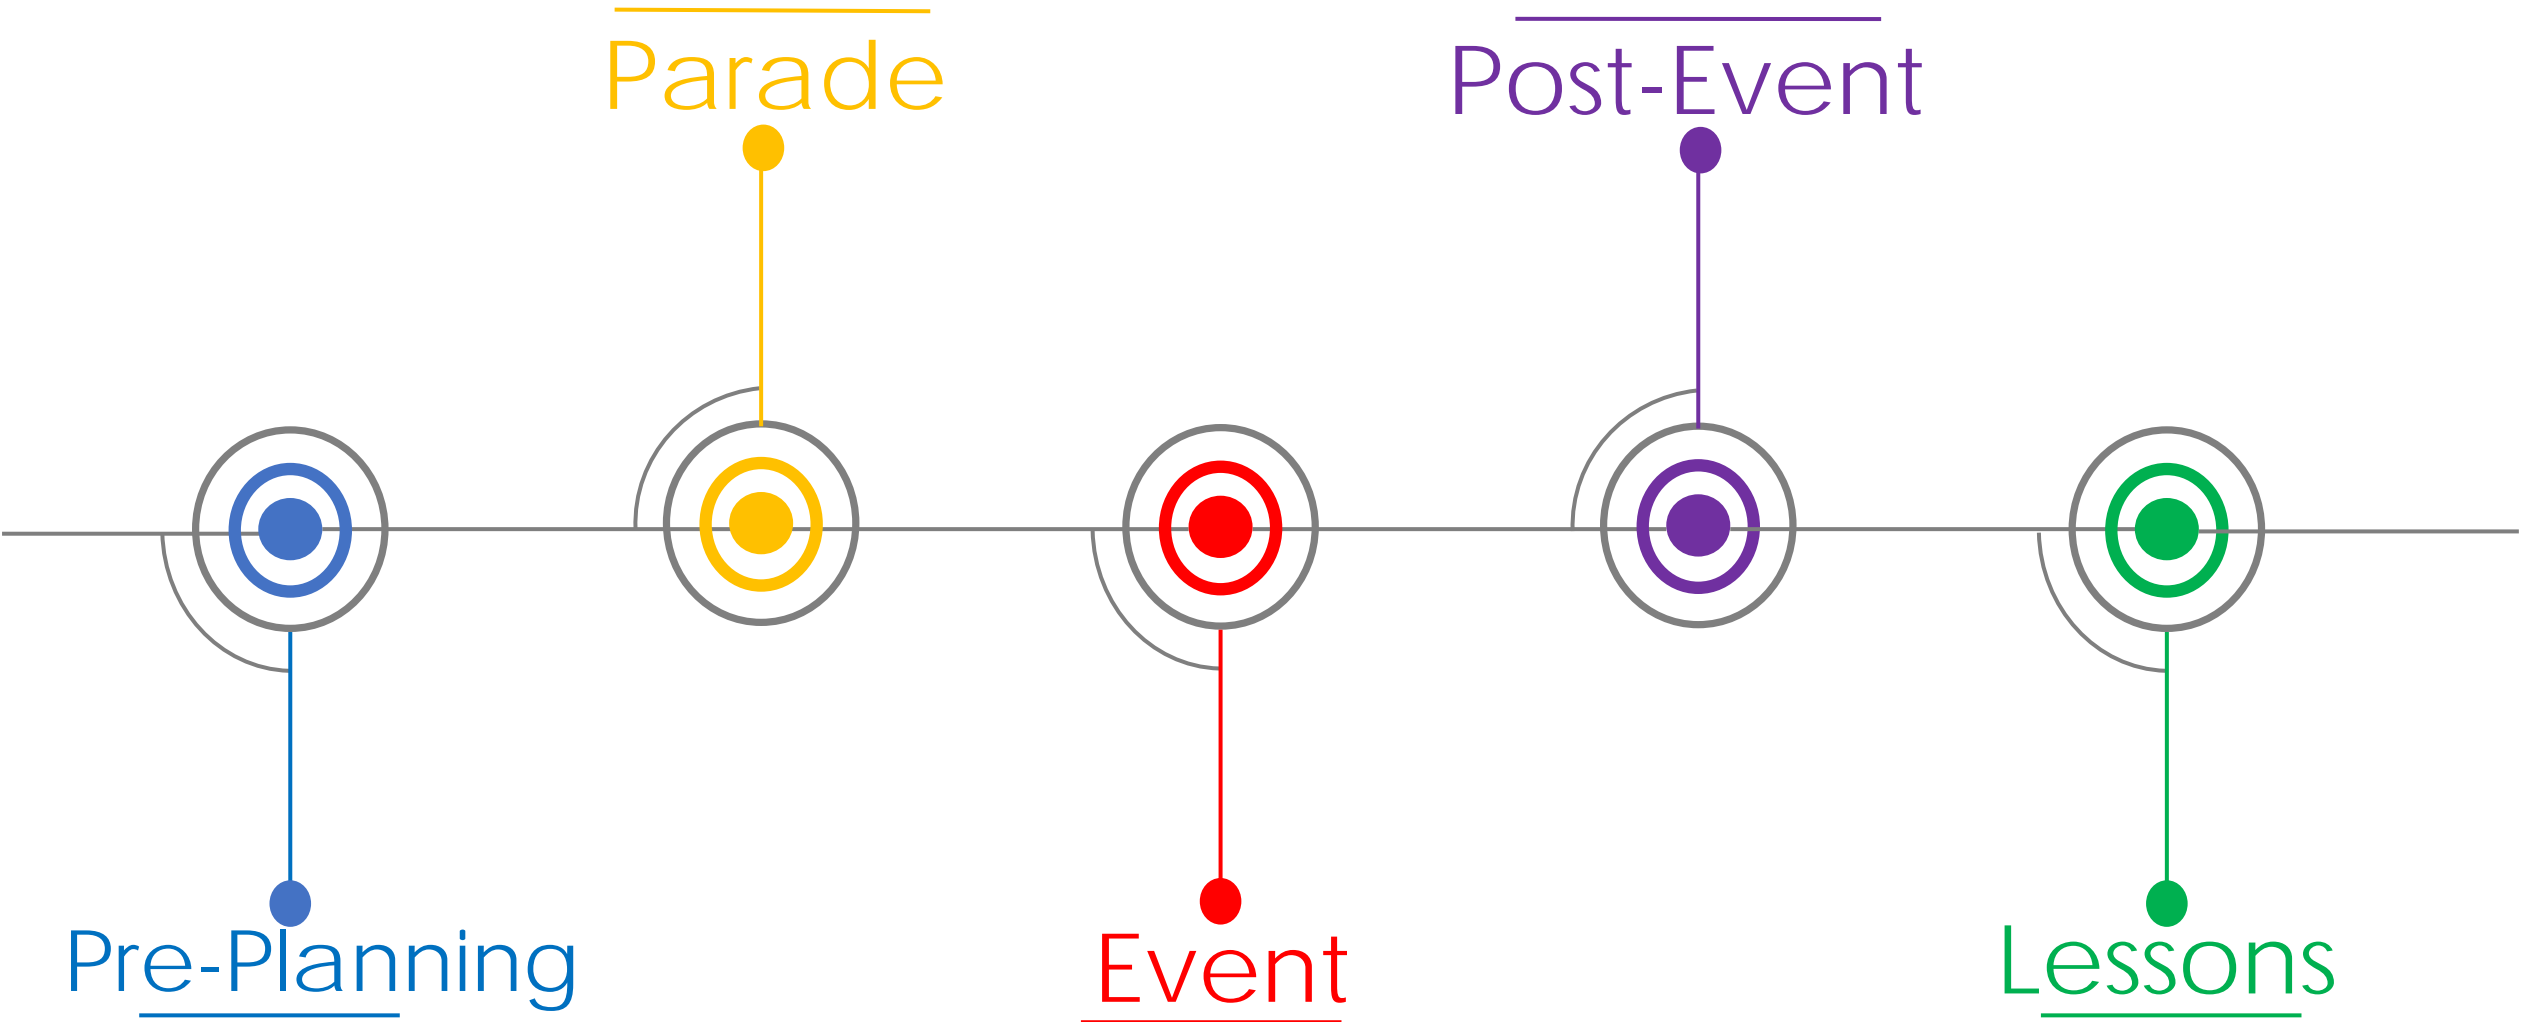 Pre-Planning
Parade
Event
Post-Event
Lessons